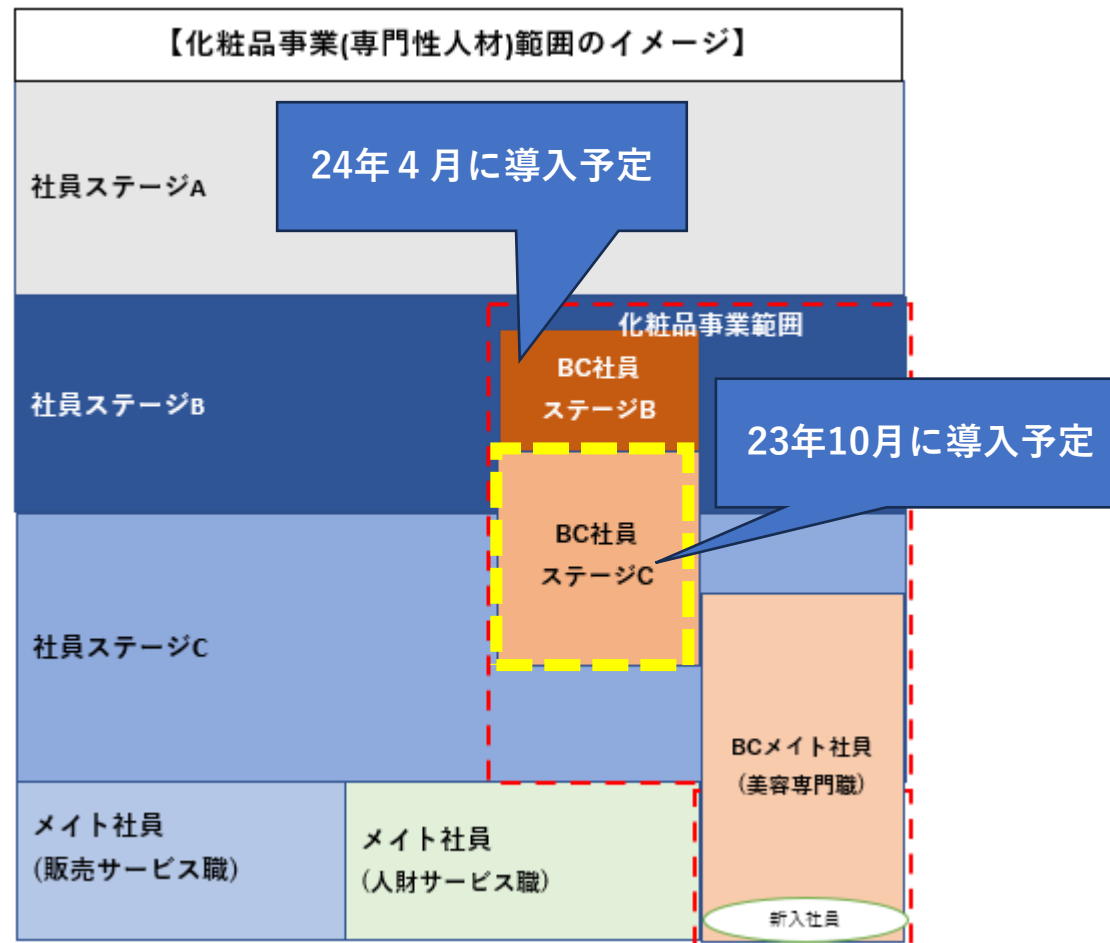 【化粧品事業(専門性人材)範囲のイメージ】
24年４月に導入予定
社員ステージA
化粧品事業範囲
BC社員
ステージB
社員ステージB
23年10月に導入予定
BC社員
ステージC
社員ステージC
BCメイト社員
(美容専門職)
メイト社員
(販売サービス職)
メイト社員
(人財サービス職)
新入社員